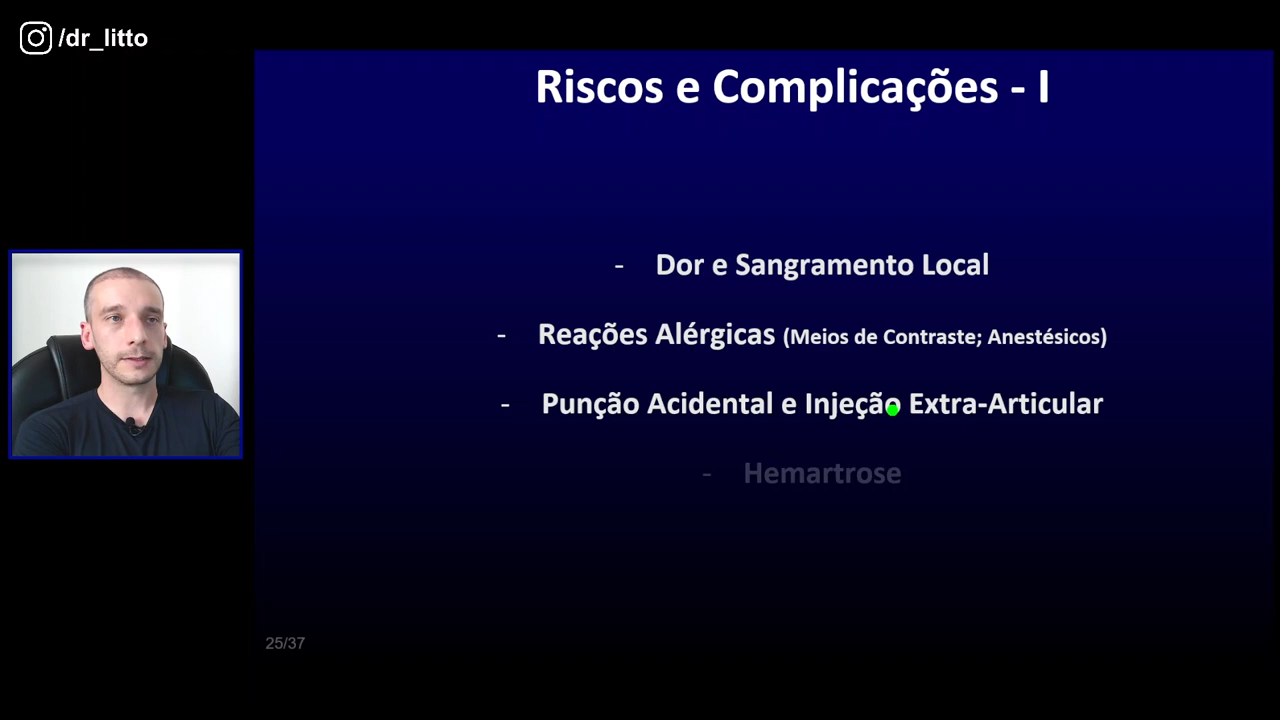 /dr_litto
Riscos e Complicações - I
- Dor e Sangramento Local
- Reações Alérgicas (Meios de Contraste; Anestésicos)
- Punção Acidental e Injeção Extra-Articular
- Hemartrose
25/37